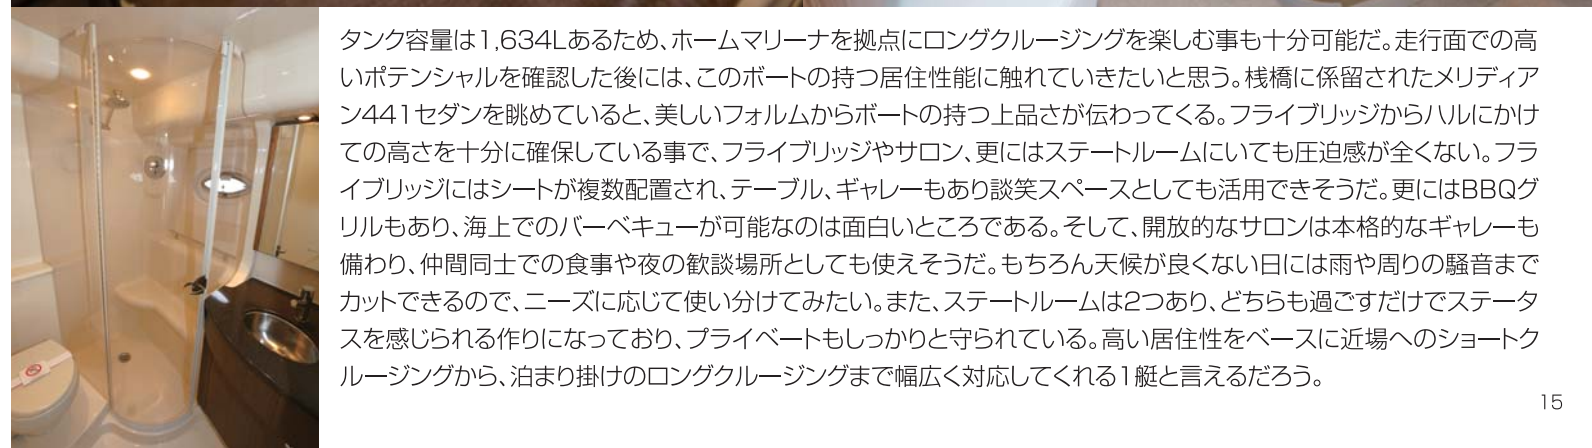 タンク容量は1,634Lあるため、ホームマリーナを拠点にロングクルージングを楽しむ事も十分可能だ。走行面での高
いポテンシャルを確認した後には、このボートの持つ居住性能に触れていきたいと思う。桟橋に係留されたメリディア
ン441セダンを眺めていると、美しいフォルムからボートの持つ上品さが伝わってくる。フライブリッジからハルにかけ
ての高さを十分に確保している事で、フライブリッジやサロン、更にはステートルームにいても圧迫感が全くない。フラ
イブリッジにはシートが複数配置され、テーブル、ギャレーもあり談笑スペースとしても活用できそうだ。更にはBBQグ
リルもあり、海上でのバーベキューが可能なのは面白いところである。そして、開放的なサロンは本格的なギャレーも
備わり、仲間同士での食事や夜の歓談場所としても使えそうだ。もちろん天候が良くない日には雨や周りの騒音まで
カットできるので、ニーズに応じて使い分けてみたい。また、ステートルームは2つあり、どちらも過ごすだけでステータ
スを感じられる作りになっており、プライベートもしっかりと守られている。高い居住性をベースに近場へのショートク
ルージングから、泊まり掛けのロングクルージングまで幅広く対応してくれる1艇と言えるだろう。
15